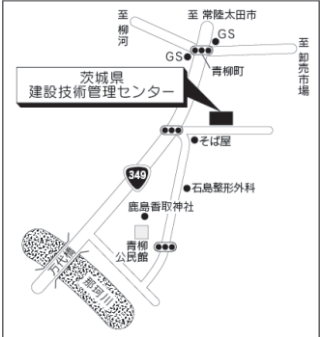 至 柳河
至 常陸太田市
GS
GS
至 卸売市場
青柳町
茨城県
建設技術管理センター
そば屋
349
石島整形外科
鹿島香取神社
青柳
公民館
万代橋
那珂川